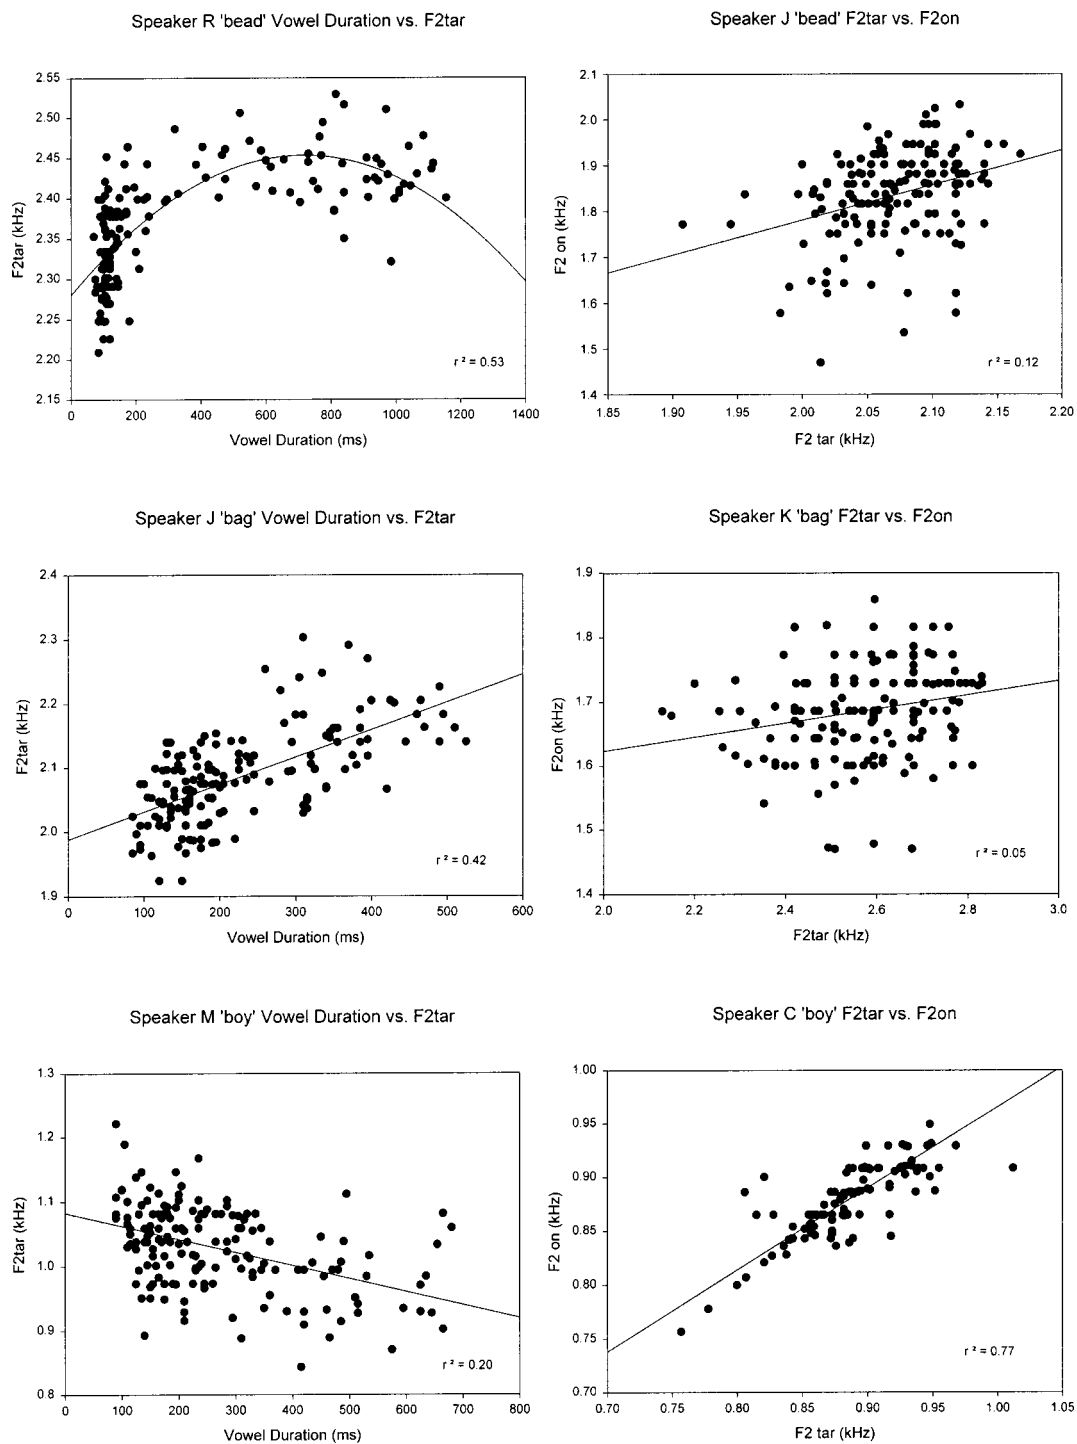 Speaker R 'bead' Vowel Duration vs. F2tar
2.55
2.50
2.45
2.40
2.35
2.30
2.25
2.20
2.15
F2tar (kHz)
r ² = 0.53
0 200 400 600 800 1000 1200 1400
Vowel Duration (ms)
Speaker J 'bead' F2tar vs. F2on
2.1
2.0
1.9
1.8
1.7
1.6
1.5
1.4
F2 on (kHz)
r ² = 0.12
1.85 1.90 1.95 2.00 2.05 2.10 2.15 2.20
F2 tar (kHz)
Speaker J 'bag' Vowel Duration vs. F2tar
2.4
2.3
2.2
2.1
2.0
1.9
F2tar (kHz)
r ² = 0.42
0 100 200 300 400 500 600
Vowel Duration (ms)
Speaker K 'bag' F2tar vs. F2on
1.9
1.8
1.7
1.6
1.5
1.4
F2on (kHz)
r ² = 0.05
2.0 2.2 2.4 2.6 2.8 3.0
F2tar (kHz)
Speaker M 'boy' Vowel Duration vs. F2tar
1.3
1.2
1.1
1.0
0.9
0.8
F2tar (kHz)
r ² = 0.20
0 100 200 300 400 500 600 700 800
Vowel Duration (ms)
Speaker C 'boy' F2tar vs. F2on
1.00
0.95
0.90
0.85
0.80
0.75
0.70
F2 on (kHz)
r ² = 0.77
0.70 0.75 0.80 0.85 0.90 0.95 1.00 1.05
F2 tar (kHz)